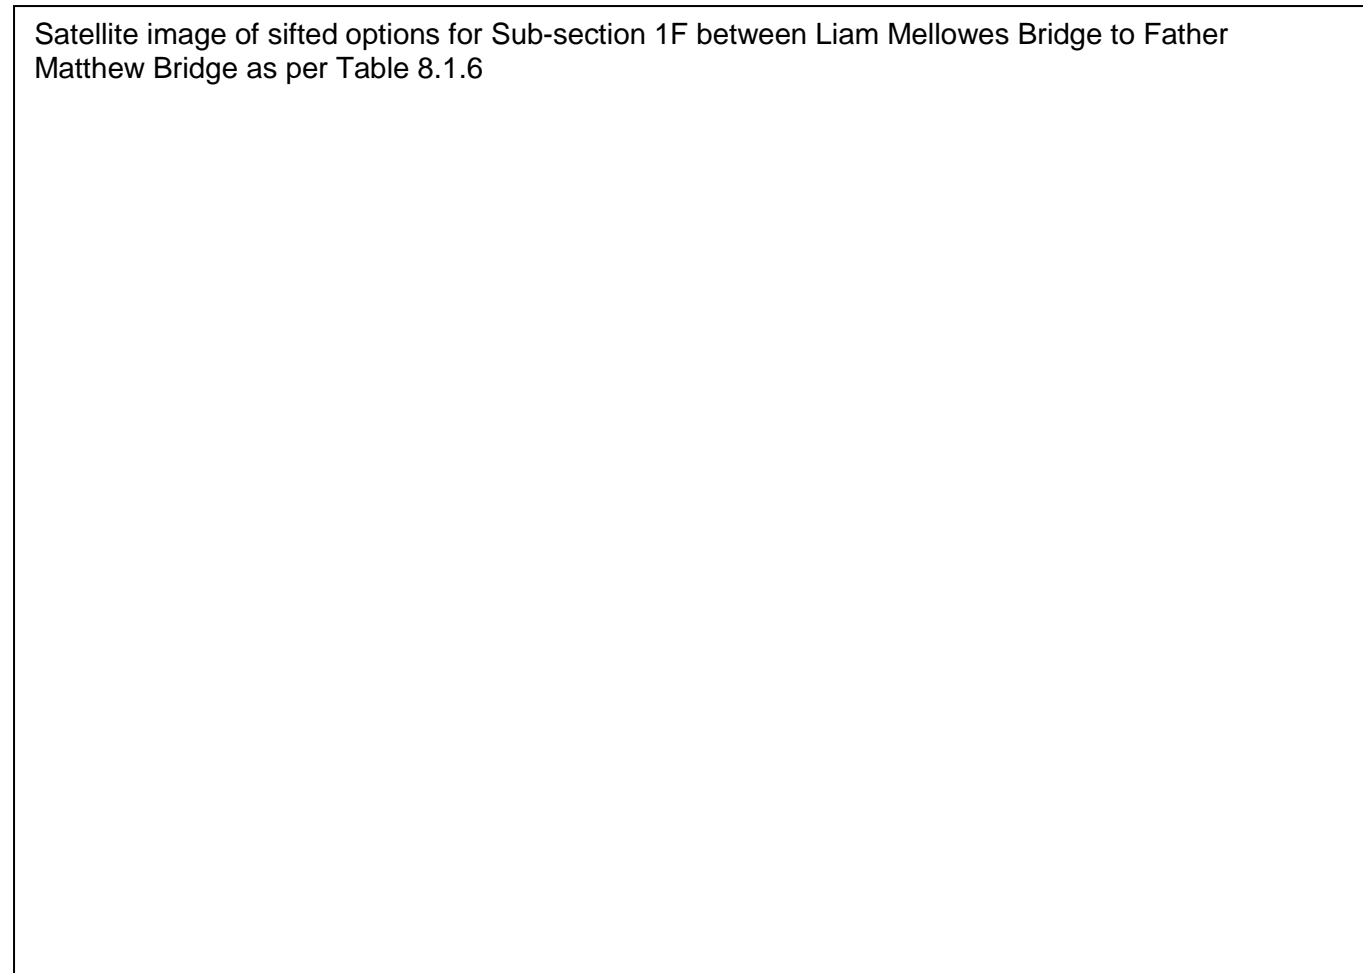 Satellite image of sifted options for Sub-section 1F between Liam Mellowes Bridge to Father
Matthew Bridge as per Table 8.1.6